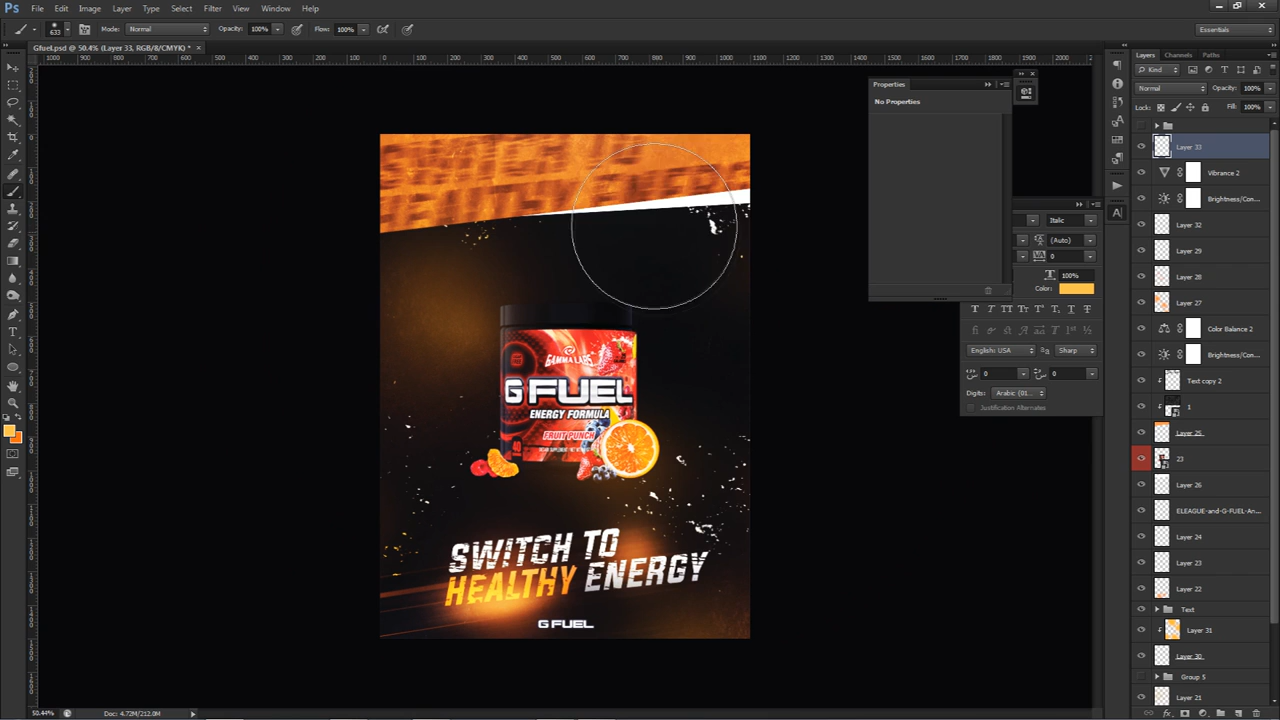 Ps File Edit Image Layer Type Select Filter View Window Help
633 Mode: Normal Opacity: 100% Flow: 100% Essentials
Gfuel.psd @ 50.4% (Layer 33, RGB/8/CMYK) *
Layers Channels Paths
Kind
Normal Opacity: 100%
Lock: Fill: 100%
Layer 33
Vibrance 2
Brightness/Con...
Layer 32
Layer 29
Layer 28
Layer 27
Color Balance 2
Brightness/Con...
Text copy 2
1
Layer 25
23
Layer 26
ELEAGUE-and-G-FUEL-An...
Layer 24
Layer 23
Layer 22
Text
Layer 31
Layer 30
Group 5
Layer 21
Properties
No Properties
Italic
(Auto)
0
100%
Color:
English: USA Sharp
0 0
Digits: Arabic (01...
Justification Alternates
GAMMA LABS
G FUEL
ENERGY FORMULA
FRUIT PUNCH
SWITCH TO
HEALTHY ENERGY
G FUEL
50.44% Doc: 4.72M/212.0M